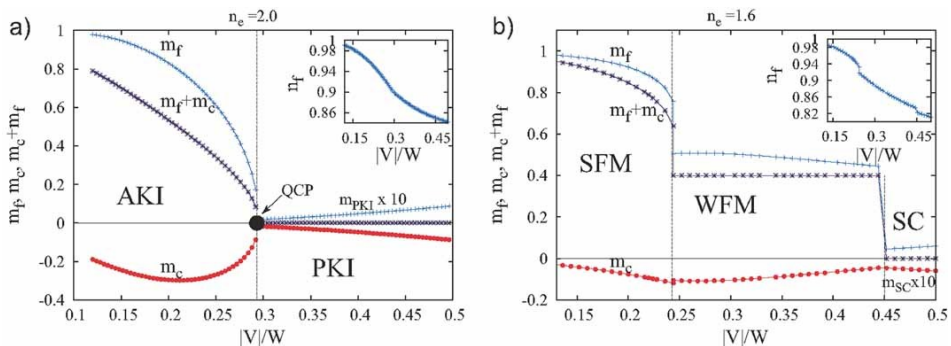 a)
n_e =2.0
m_f, m_c, m_c+m_f
1
0.8
0.6
0.4
0.2
0
-0.2
-0.4
m_f
m_f+m_c
AKI
m_c
QCP
m_PKI x 10
PKI
0.1 0.15 0.2 0.25 0.3 0.35 0.4 0.45 0.5
|V|/W
n_f
1
0.98
0.94
0.9
0.86
0.15 0.3 0.45
|V|/W
b)
n_e =1.6
m_f, m_c, m_c+m_f
1
0.8
0.6
0.4
0.2
0
-0.2
m_f
m_f+m_c
SFM
WFM
SC
m_c
m_SC x10
0.15 0.2 0.25 0.3 0.35 0.4 0.45 0.5
|V|/W
n_f
1
0.98
0.94
0.9
0.86
0.82
0.15 0.30 0.45
|V|/W